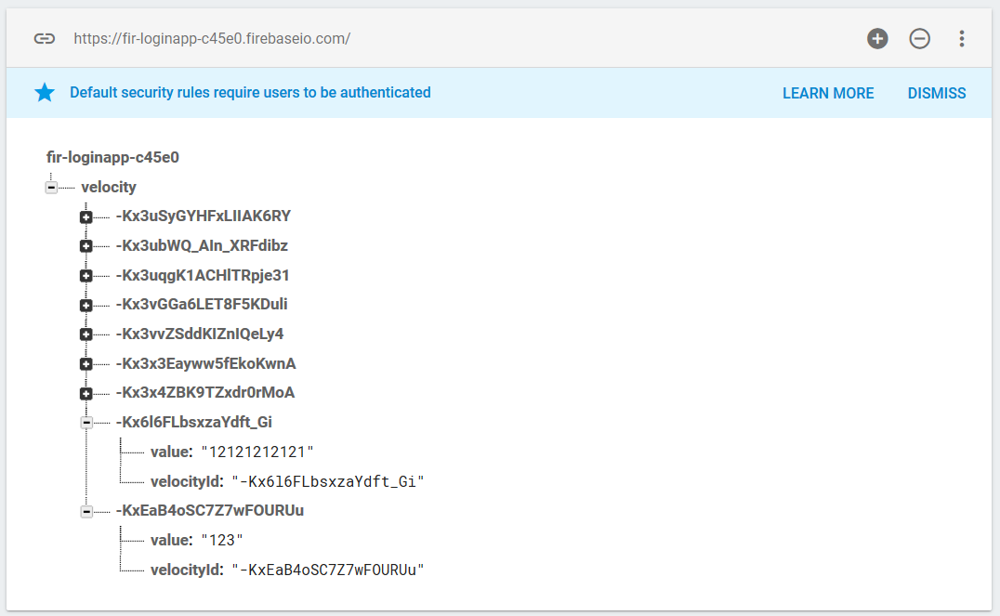 https://fir-loginapp-c45e0.firebaseio.com/
Default security rules require users to be authenticated LEARN MORE DISMISS
fir-loginapp-c45e0
velocity
-Kx3uSyGYHFxLIIAK6RY
-Kx3ubWQ_AIn_XRFdibz
-Kx3uqgK1ACHlTRpje31
-Kx3vGGa6LET8F5KDuli
-Kx3vvZSddKIZnIQeLy4
-Kx3x3Eayww5fEkoKwnA
-Kx3x4ZBK9TZxdr0rMoA
-Kx6l6FLbsxzaYdft_Gi
value: "12121212121"
velocityId: "-Kx6l6FLbsxzaYdft_Gi"
-KxEaB4oSC7Z7wFOURUu
value: "123"
velocityId: "-KxEaB4oSC7Z7wFOURUu"